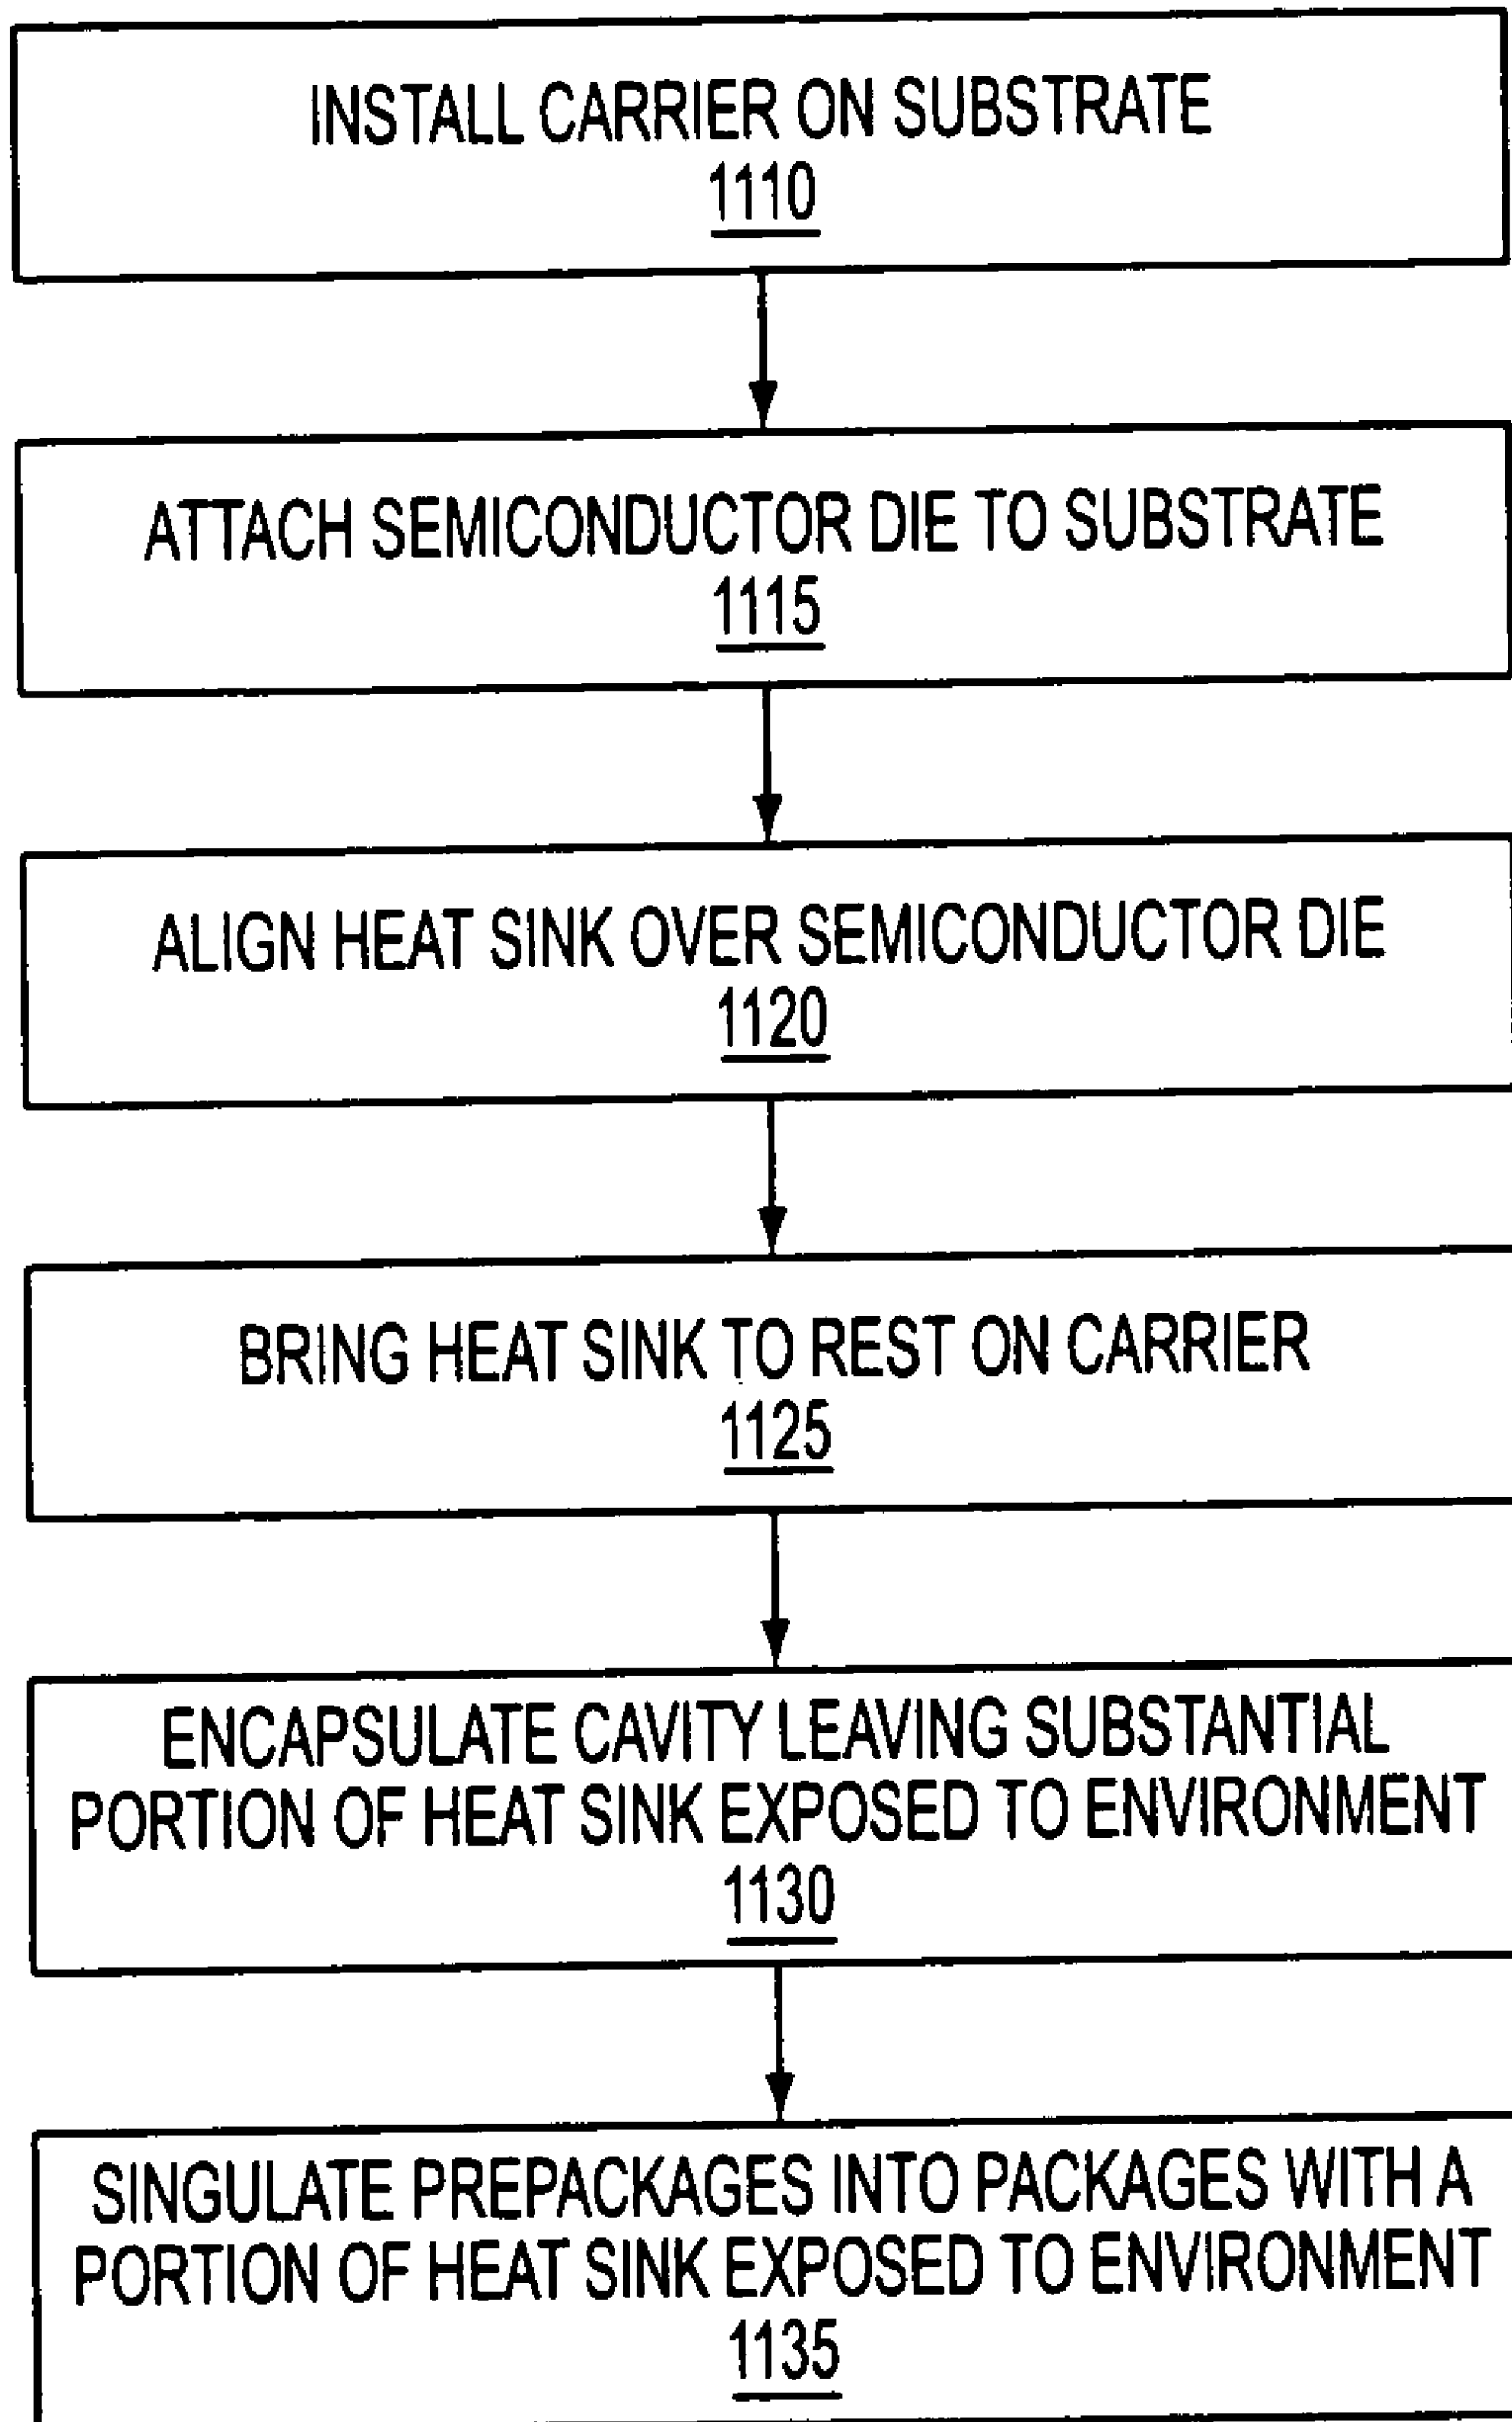 INSTALL CARRIER ON SUBSTRATE
1110
ATTACH SEMICONDUCTOR DIE TO SUBSTRATE
1115
ALIGN HEAT SINK OVER SEMICONDUCTOR DIE
1120
BRING HEAT SINK TO REST ON CARRIER
1125
ENCAPSULATE CAVITY LEAVING SUBSTANTIAL
PORTION OF HEAT SINK EXPOSED TO ENVIRONMENT
1130
SINGULATE PREPACKAGES INTO PACKAGES WITH A
PORTION OF HEAT SINK EXPOSED TO ENVIRONMENT
1135